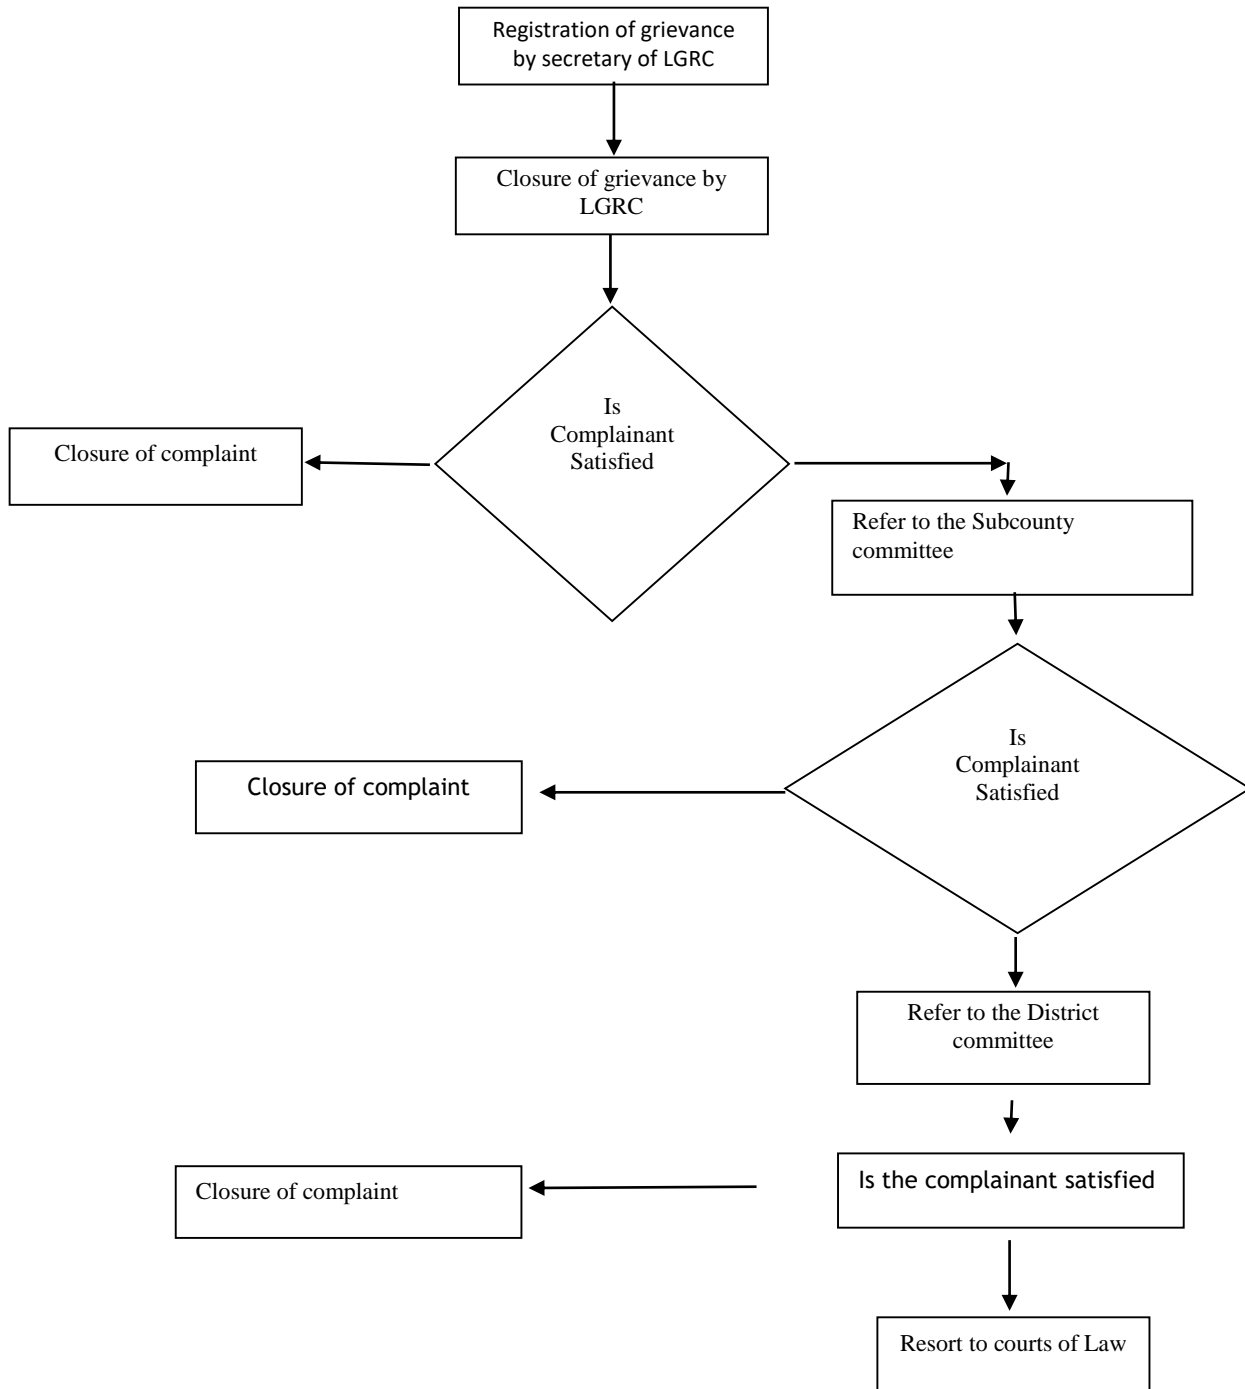 Registration of grievance
by secretary of LGRC
Closure of grievance by
LGRC
Is
Complainant
Satisfied
Closure of complaint
Refer to the Subcounty
committee
Is
Complainant
Satisfied
Closure of complaint
Refer to the District
committee
Is the complainant satisfied
Closure of complaint
Resort to courts of Law